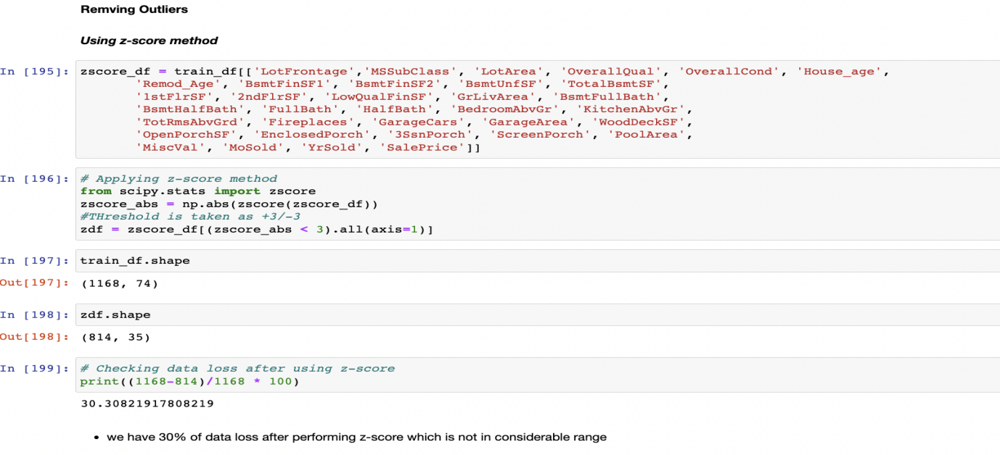 Remving Outliers
Using z-score method
In [195]: zscore_df = train_df[['LotFrontage','MSSubClass', 'LotArea', 'OverallQual', 'OverallCond', 'House_age',
'Remod_Age', 'BsmtFinSF1', 'BsmtFinSF2', 'BsmtUnfSF', 'TotalBsmtSF',
'1stFlrSF', '2ndFlrSF', 'LowQualFinSF', 'GrLivArea', 'BsmtFullBath',
'BsmtHalfBath', 'FullBath', 'HalfBath', 'BedroomAbvGr', 'KitchenAbvGr',
'TotRmsAbvGrd', 'Fireplaces', 'GarageCars', 'GarageArea', 'WoodDeckSF',
'OpenPorchSF', 'EnclosedPorch', '3SsnPorch', 'ScreenPorch', 'PoolArea',
'MiscVal', 'MoSold', 'YrSold', 'SalePrice']]
In [196]: # Applying z-score method
from scipy.stats import zscore
zscore_abs = np.abs(zscore(zscore_df))
#THreshold is taken as +3/-3
zdf = zscore_df[(zscore_abs < 3).all(axis=1)]
In [197]: train_df.shape
Out[197]: (1168, 74)
In [198]: zdf.shape
Out[198]: (814, 35)
In [199]: # Checking data loss after using z-score
print((1168-814)/1168 * 100)
30.30821917808219
• we have 30% of data loss after performing z-score which is not in considerable range